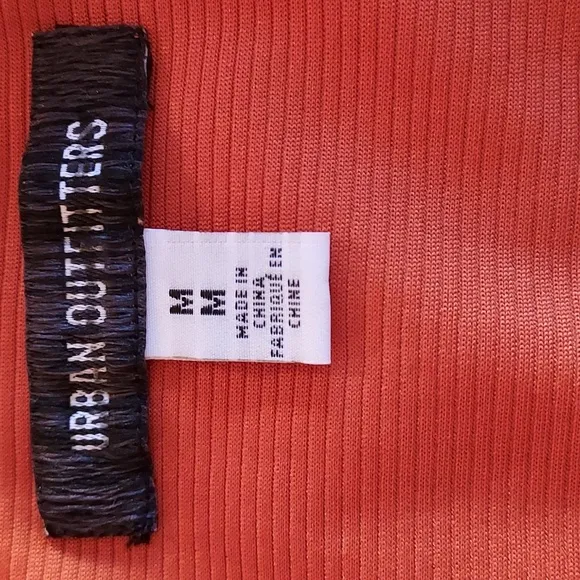 URBAN OUTFITTERS
M
M
MADE IN
CHINA
FABRIQUÉ EN
CHINE